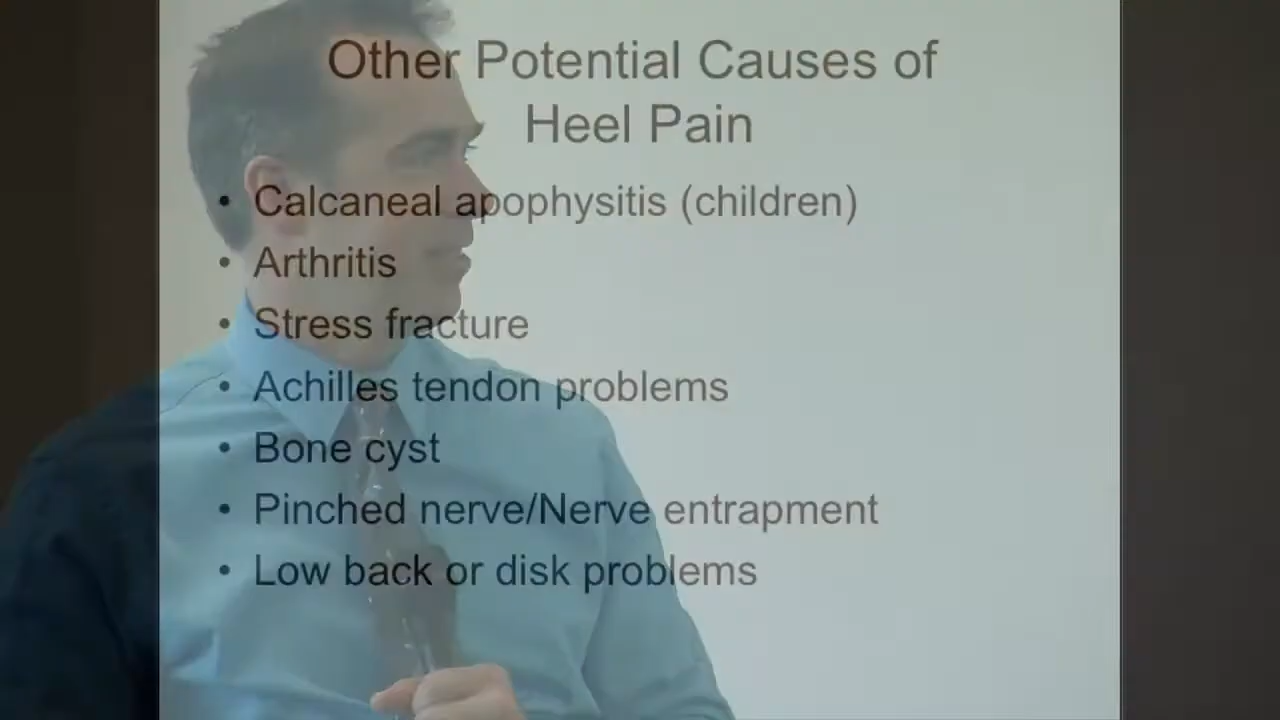 Other Potential Causes of
Heel Pain
• Calcaneal apophysitis (children)
• Arthritis
• Stress fracture
• Achilles tendon problems
• Bone cyst
• Pinched nerve/Nerve entrapment
• Low back or disk problems